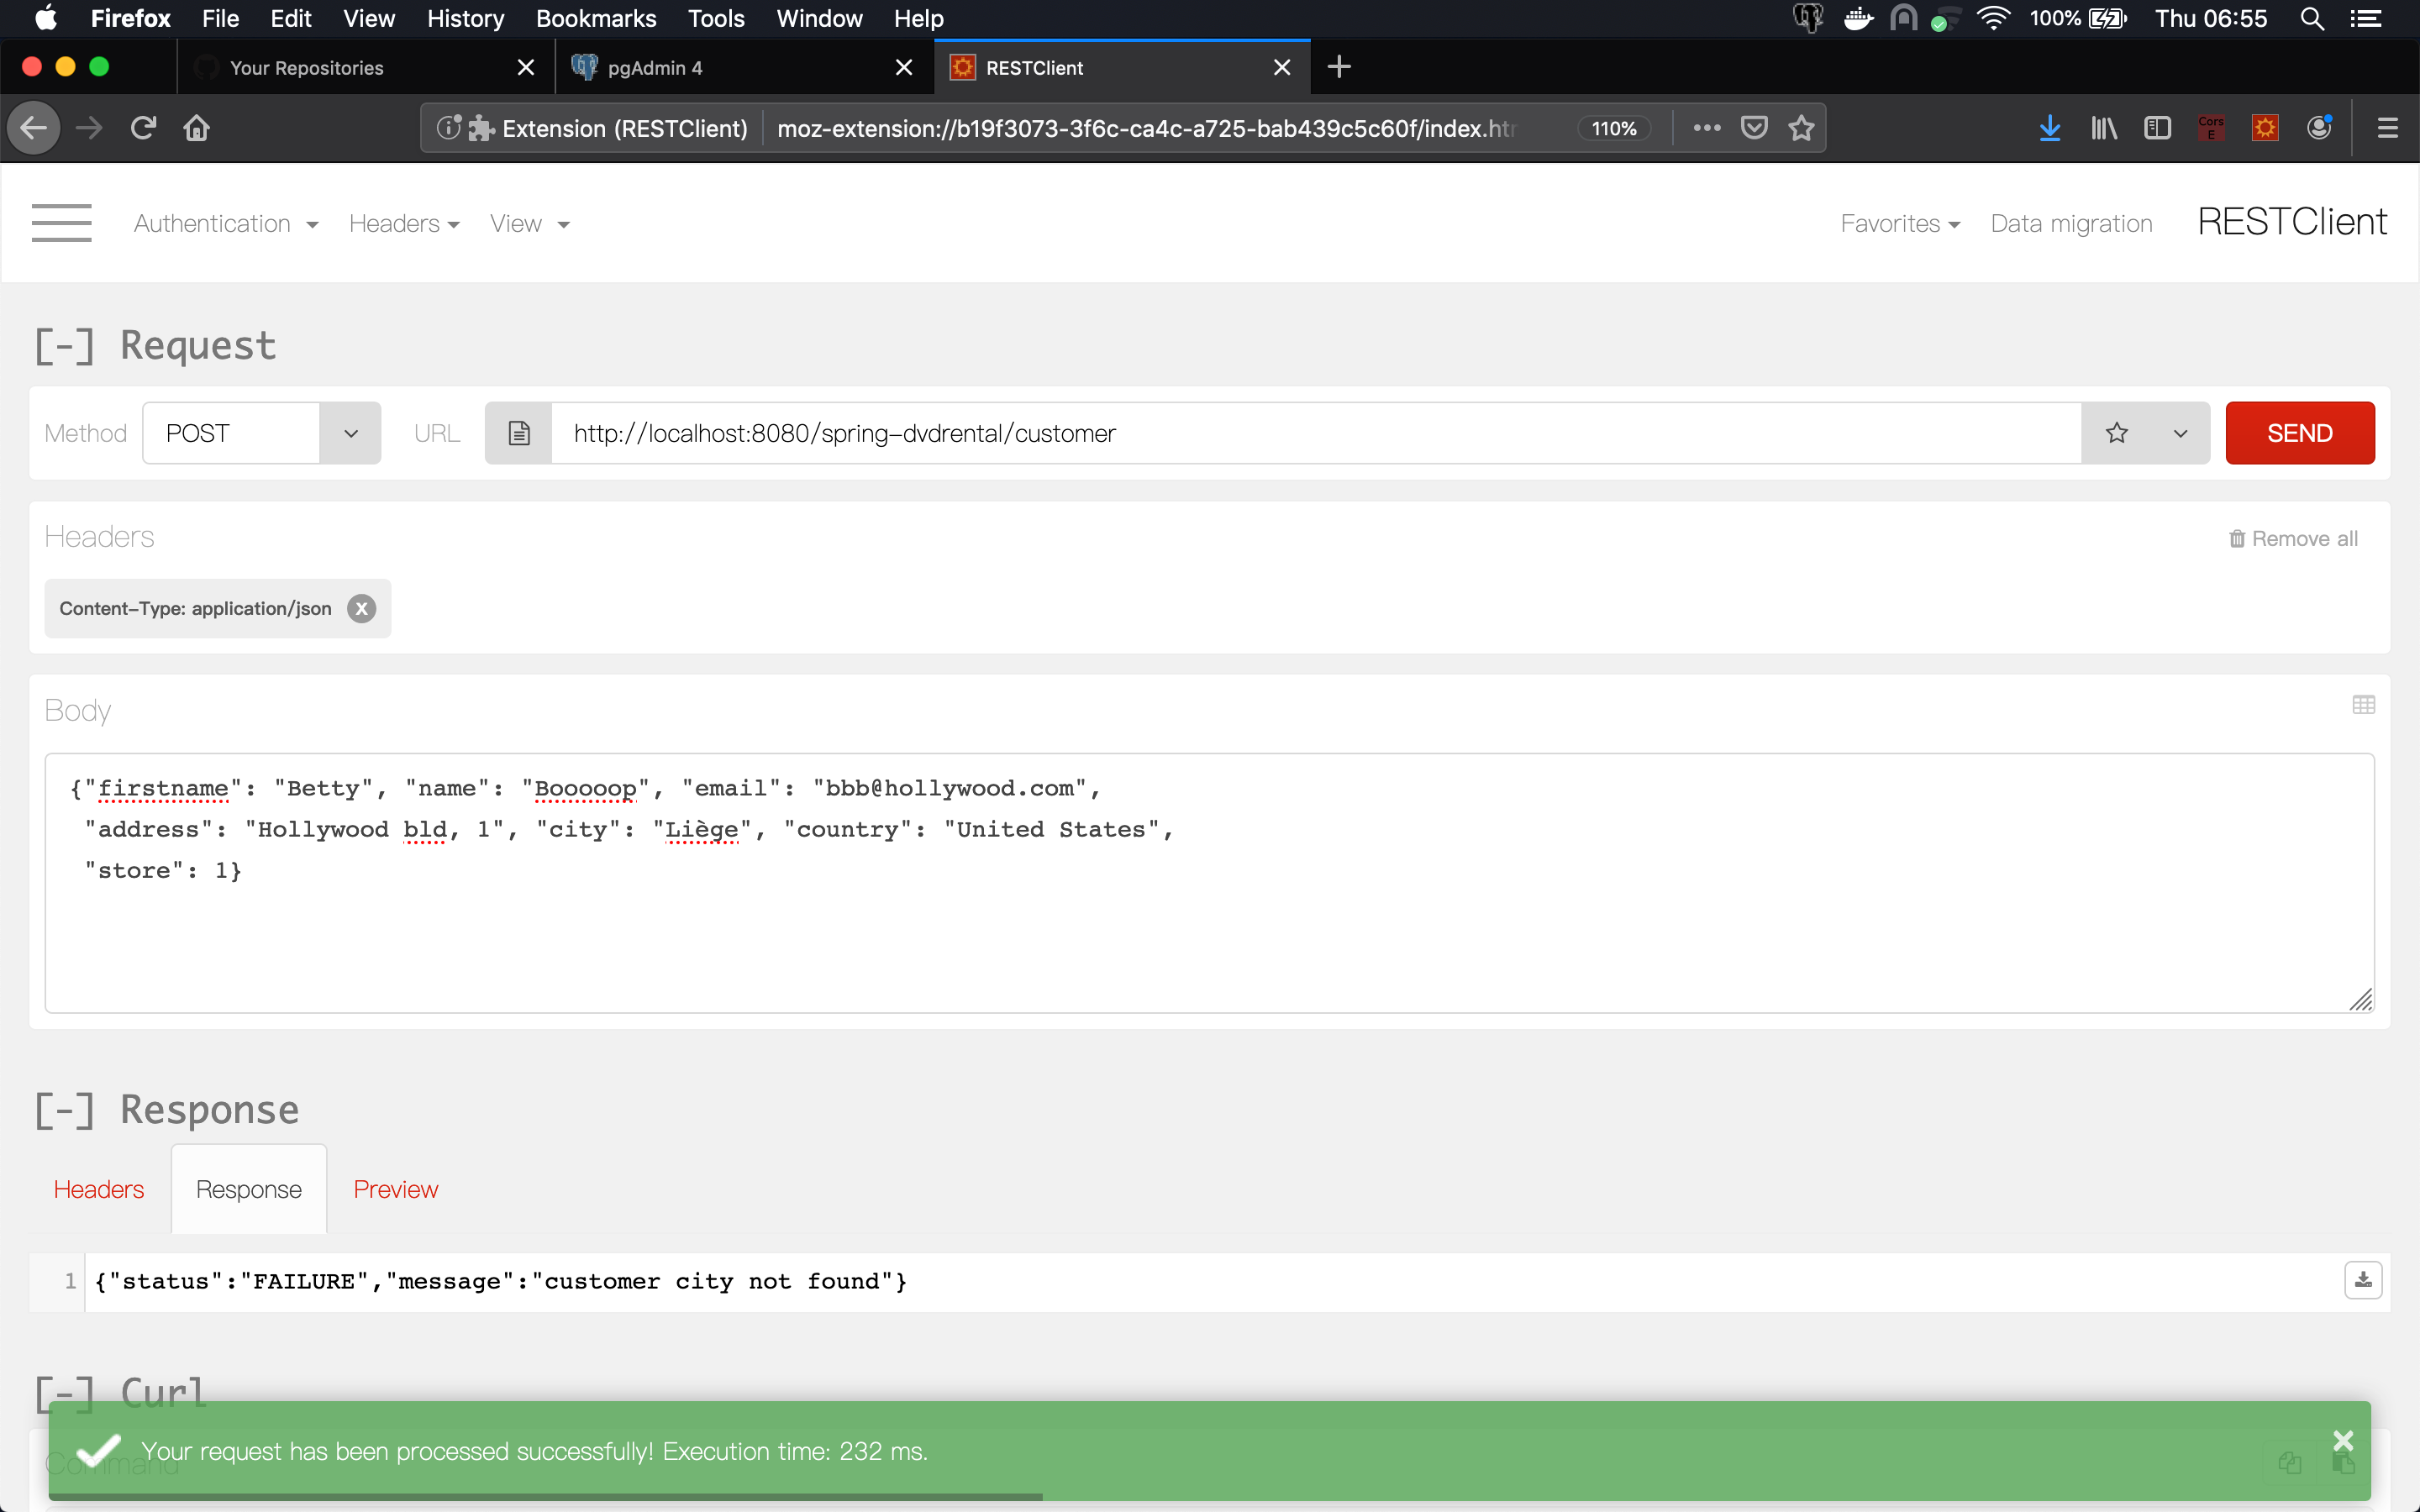 Firefox File Edit View History Bookmarks Tools Window Help 100% Thu 06:55
Your Repositories pgAdmin 4 RESTClient
Extension (RESTClient) moz-extension://b19f3073-3f6c-ca4c-a725-bab439c5c60f/index.htm 110% Cors E
Authentication Headers View Favorites Data migration RESTClient
[-] Request
Method POST URL http://localhost:8080/spring-dvdrental/customer SEND
Headers Remove all
Content-Type: application/json x
Body
{"firstname": "Betty", "name": "Booooop", "email": "bbb@hollywood.com",
"address": "Hollywood bld, 1", "city": "Liège", "country": "United States",
"store": 1}
[-] Response
Headers Response Preview
1 {"status":"FAILURE","message":"customer city not found"}
[-] Curl
Command
Your request has been processed successfully! Execution time: 232 ms.